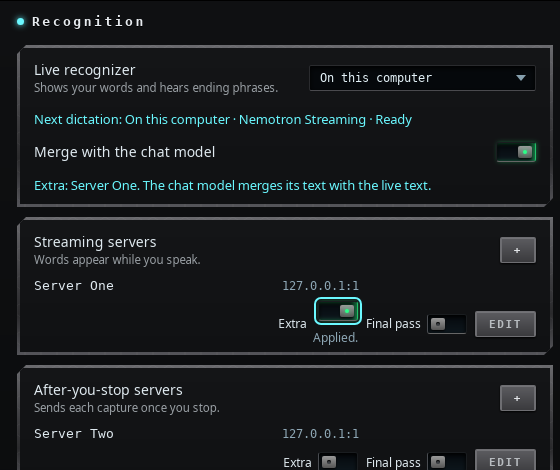 Recognition
Live recognizer
On this computer
Shows your words and hears ending phrases.
Next dictation: On this computer · Nemotron Streaming · Ready
Merge with the chat model
Extra: Server One. The chat model merges its text with the live text.
Streaming servers
+
Words appear while you speak.
Server One 127.0.0.1:1
Extra Final pass EDIT
Applied.
After-you-stop servers
+
Sends each capture once you stop.
Server Two 127.0.0.1:1
Extra Final pass EDIT